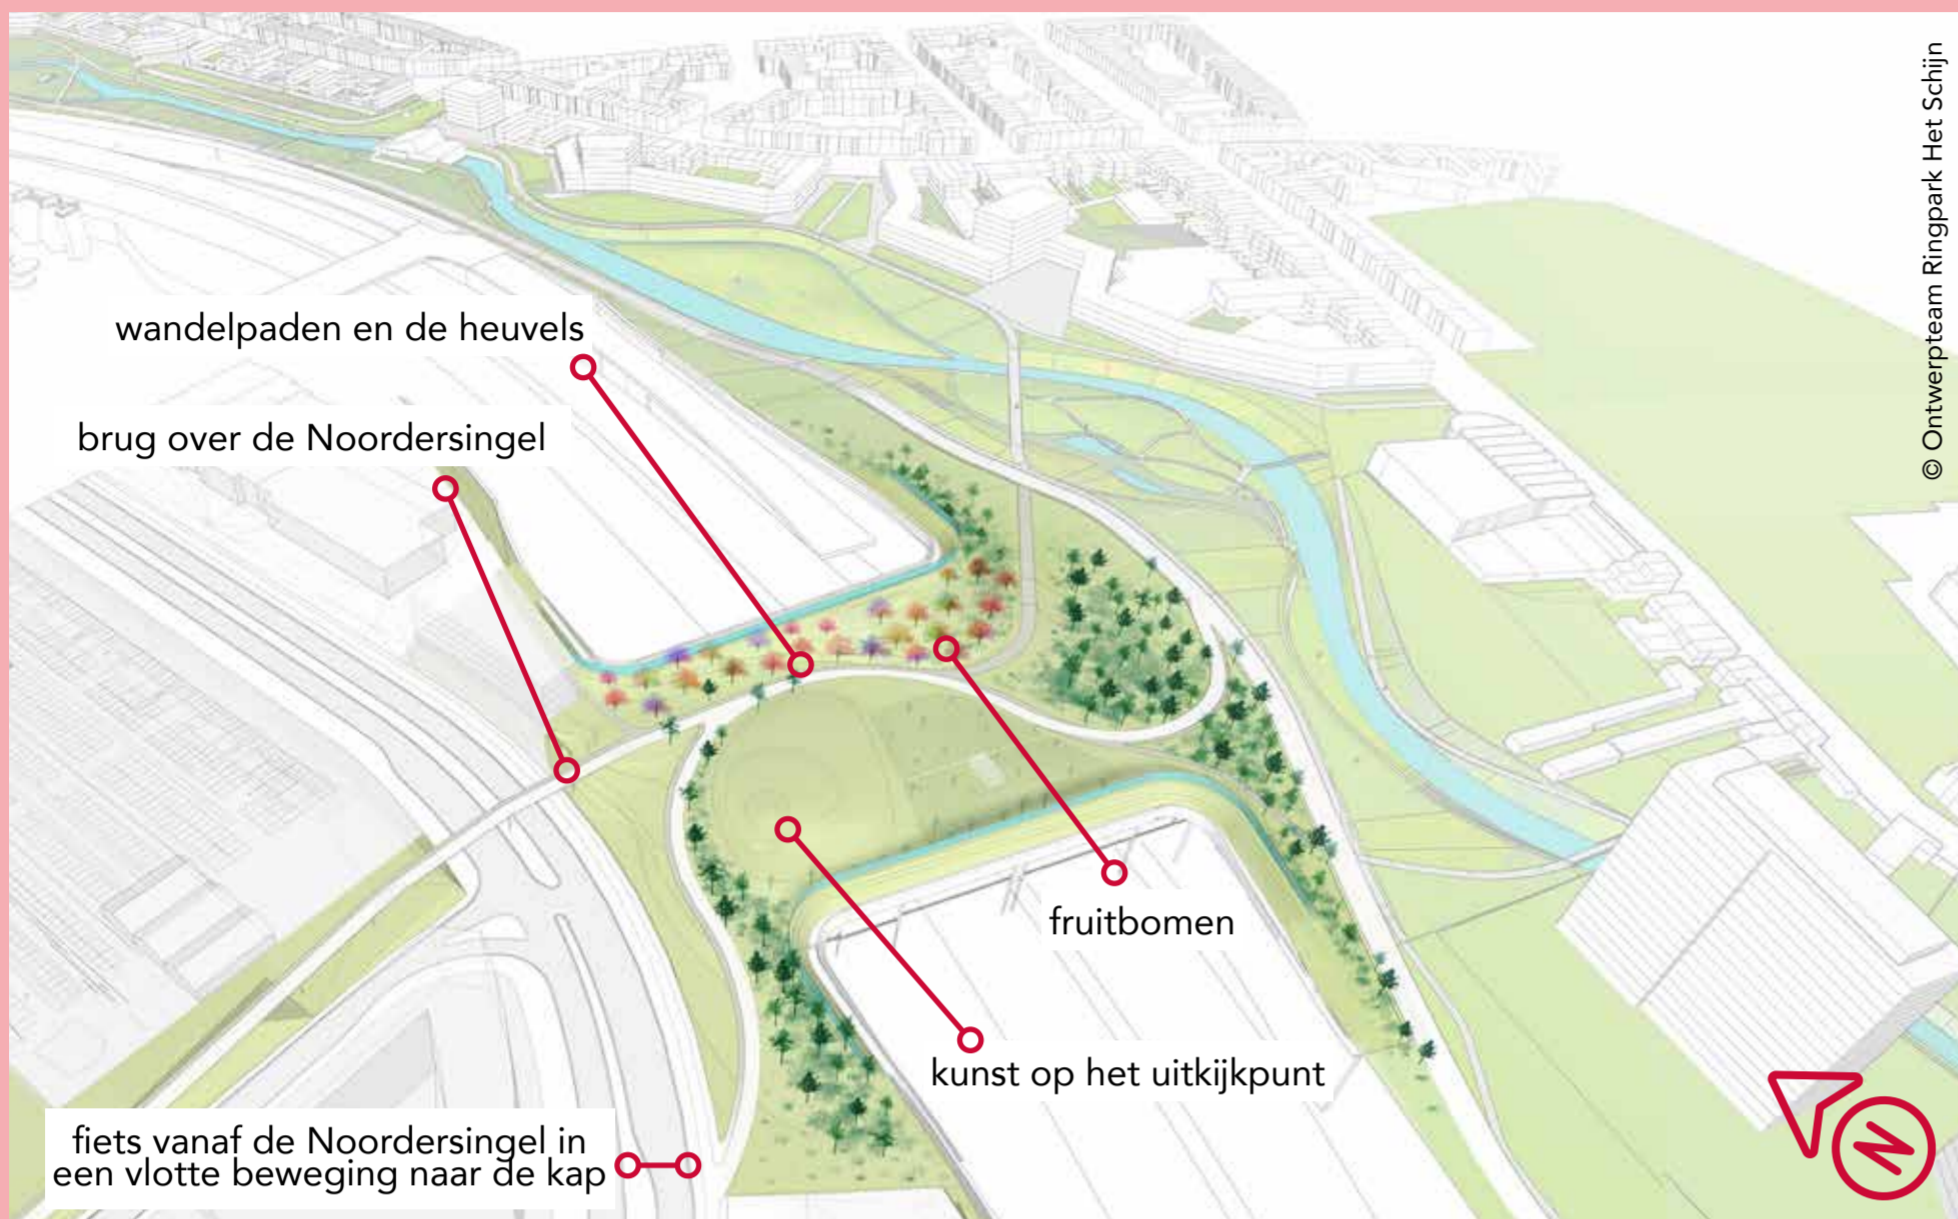 © Ontwerpteam Ringpark Het Schijn
wandelpaden en de heuvels
brug over de Noordersingel
fruitbomen
kunst op het uitkijkpunt
fiets vanaf de Noordersingel in
een vlotte beweging naar de kap
N